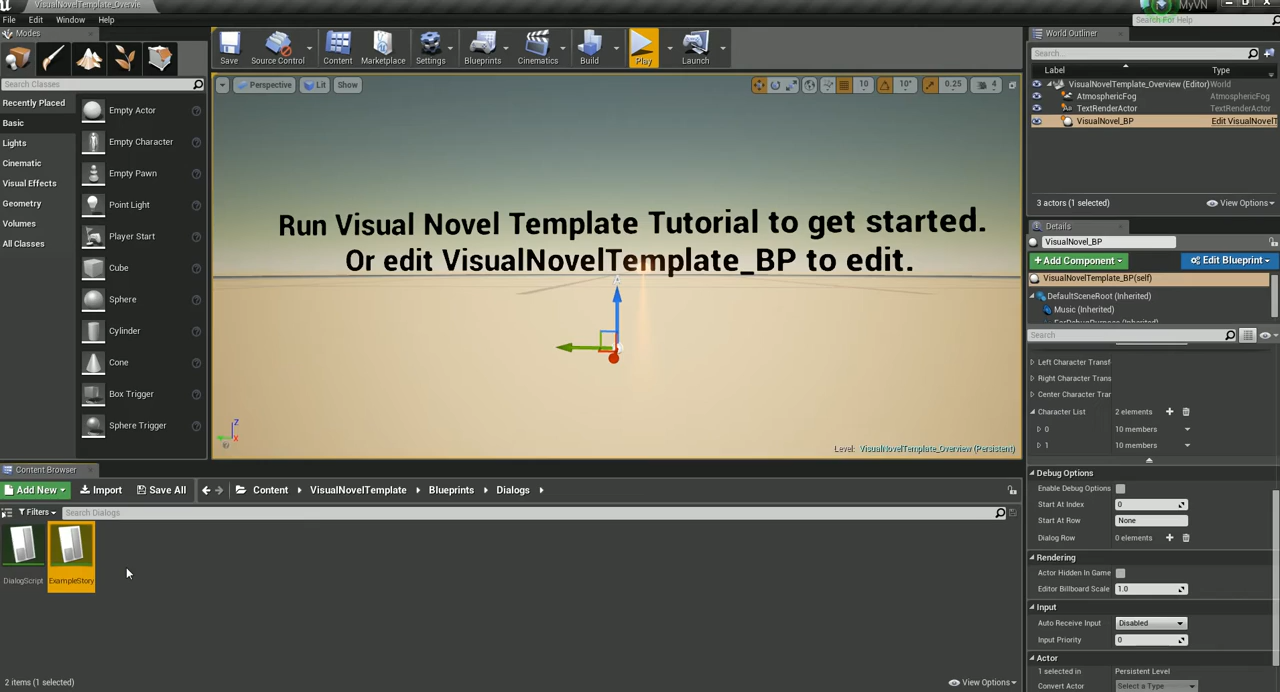 VisualNovelTemplate_Overvie
MyVN
File Edit Window Help
Search For Help
Modes
Save Source Control Content Marketplace Settings Blueprints Cinematics Build Play Launch
Search Classes
Recently Placed
Basic
Lights
Cinematic
Visual Effects
Geometry
Volumes
All Classes
Empty Actor
Empty Character
Empty Pawn
Point Light
Player Start
Cube
Sphere
Cylinder
Cone
Box Trigger
Sphere Trigger
Perspective Lit Show
10 10° 0.25 4
Run Visual Novel Template Tutorial to get started.
Or edit VisualNovelTemplate_BP to edit.
Z
X
Level: VisualNovelTemplate_Overview (Persistent)
World Outliner
Search...
Label Type
VisualNovelTemplate_Overview (Editor) World
AtmosphericFog AtmosphericFog
TextRenderActor TextRenderActor
VisualNovel_BP Edit VisualNovelT
3 actors (1 selected) View Options
Details
VisualNovel_BP
+Add Component Edit Blueprint
VisualNovelTemplate_BP(self)
DefaultSceneRoot (Inherited)
Music (Inherited)
Search
Left Character Transf
Right Character Trans
Center Character Tra
Character List 2 elements
0 10 members
1 10 members
Debug Options
Enable Debug Options
Start At Index 0
Start At Row None
Dialog Row 0 elements
Rendering
Actor Hidden In Game
Editor Billboard Scale 1.0
Input
Auto Receive Input Disabled
Input Priority 0
Actor
1 selected in Persistent Level
Convert Actor Select a Type
Content Browser
Add New Import Save All Content VisualNovelTemplate Blueprints Dialogs
Filters Search Dialogs
DialogScript ExampleStory
2 items (1 selected) View Options